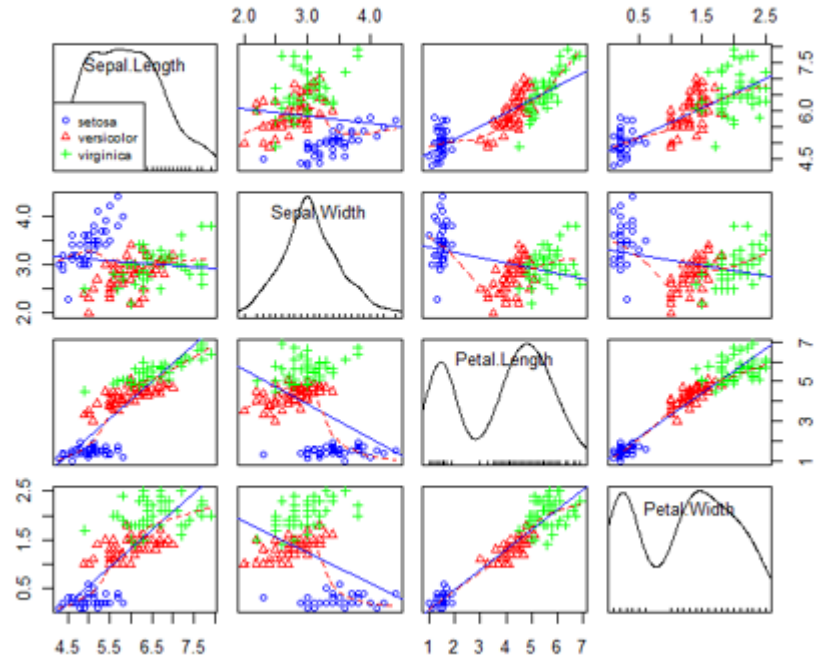 2.0 3.0 4.0
0.5 1.5 2.5
Sepal.Length
setosa
versicolor
virginica
4.5 6.0 7.5
2.0 3.0 4.0
Sepal.Width
Petal.Length
1 3 5 7
0.5 1.5 2.5
Petal.Width
4.5 5.5 6.5 7.5
1 2 3 4 5 6 7